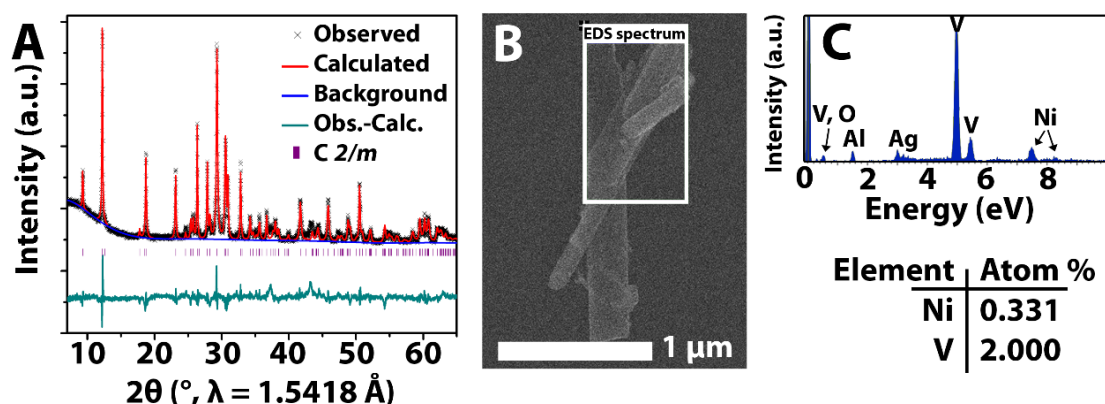 A
Intensity (a.u.)
Observed
Calculated
Background
Obs.-Calc.
C 2/m
10 20 30 40 50 60
2θ (°, λ = 1.5418 Å)
B
EDS spectrum
1 μm
C
Intensity (a.u.)
V
V, O
Al
Ag
V
Ni
0 2 4 6 8
Energy (eV)
Element Atom %
Ni 0.331
V 2.000